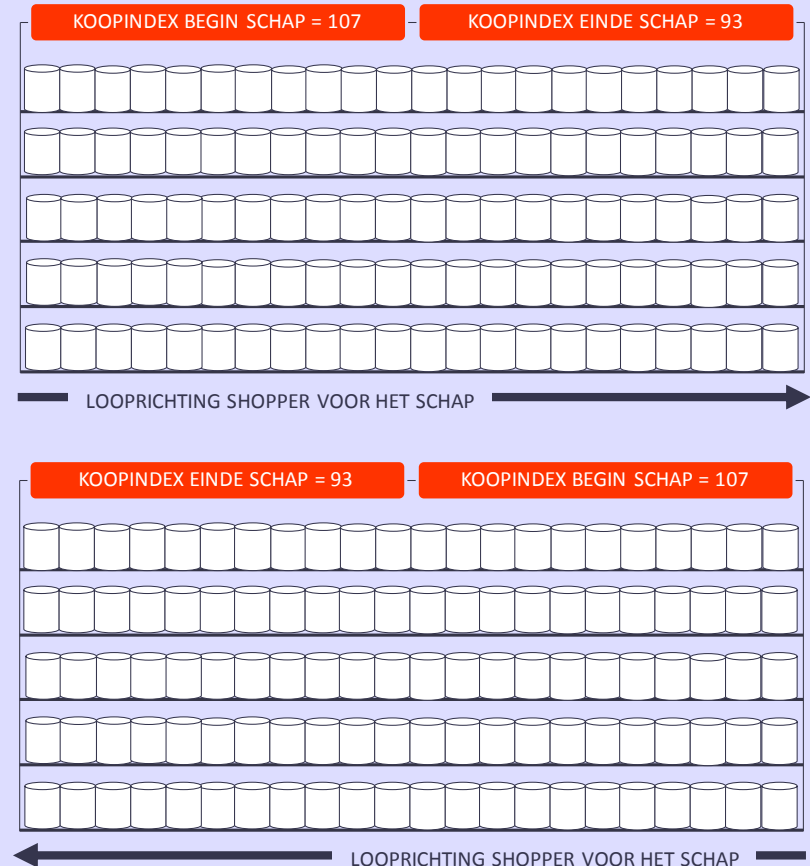 KOOPINDEX BEGIN SCHAP = 107
KOOPINDEX EINDE SCHAP = 93
LOOPRICHTING SHOPPER VOOR HET SCHAP
KOOPINDEX EINDE SCHAP = 93
KOOPINDEX BEGIN SCHAP = 107
LOOPRICHTING SHOPPER VOOR HET SCHAP